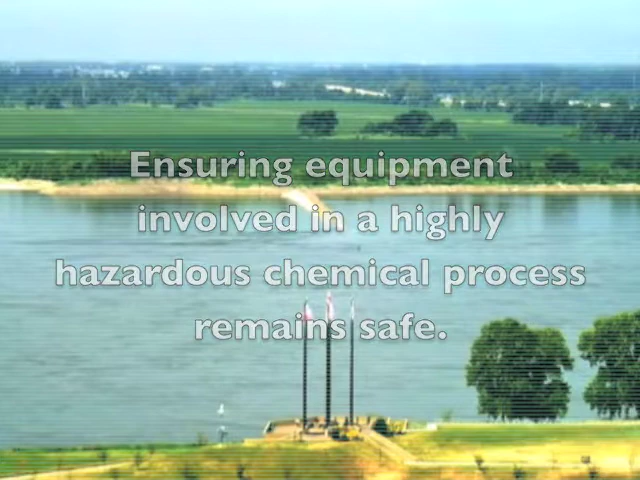 Ensuring equipment
involved in a highly
hazardous chemical process
remains safe.